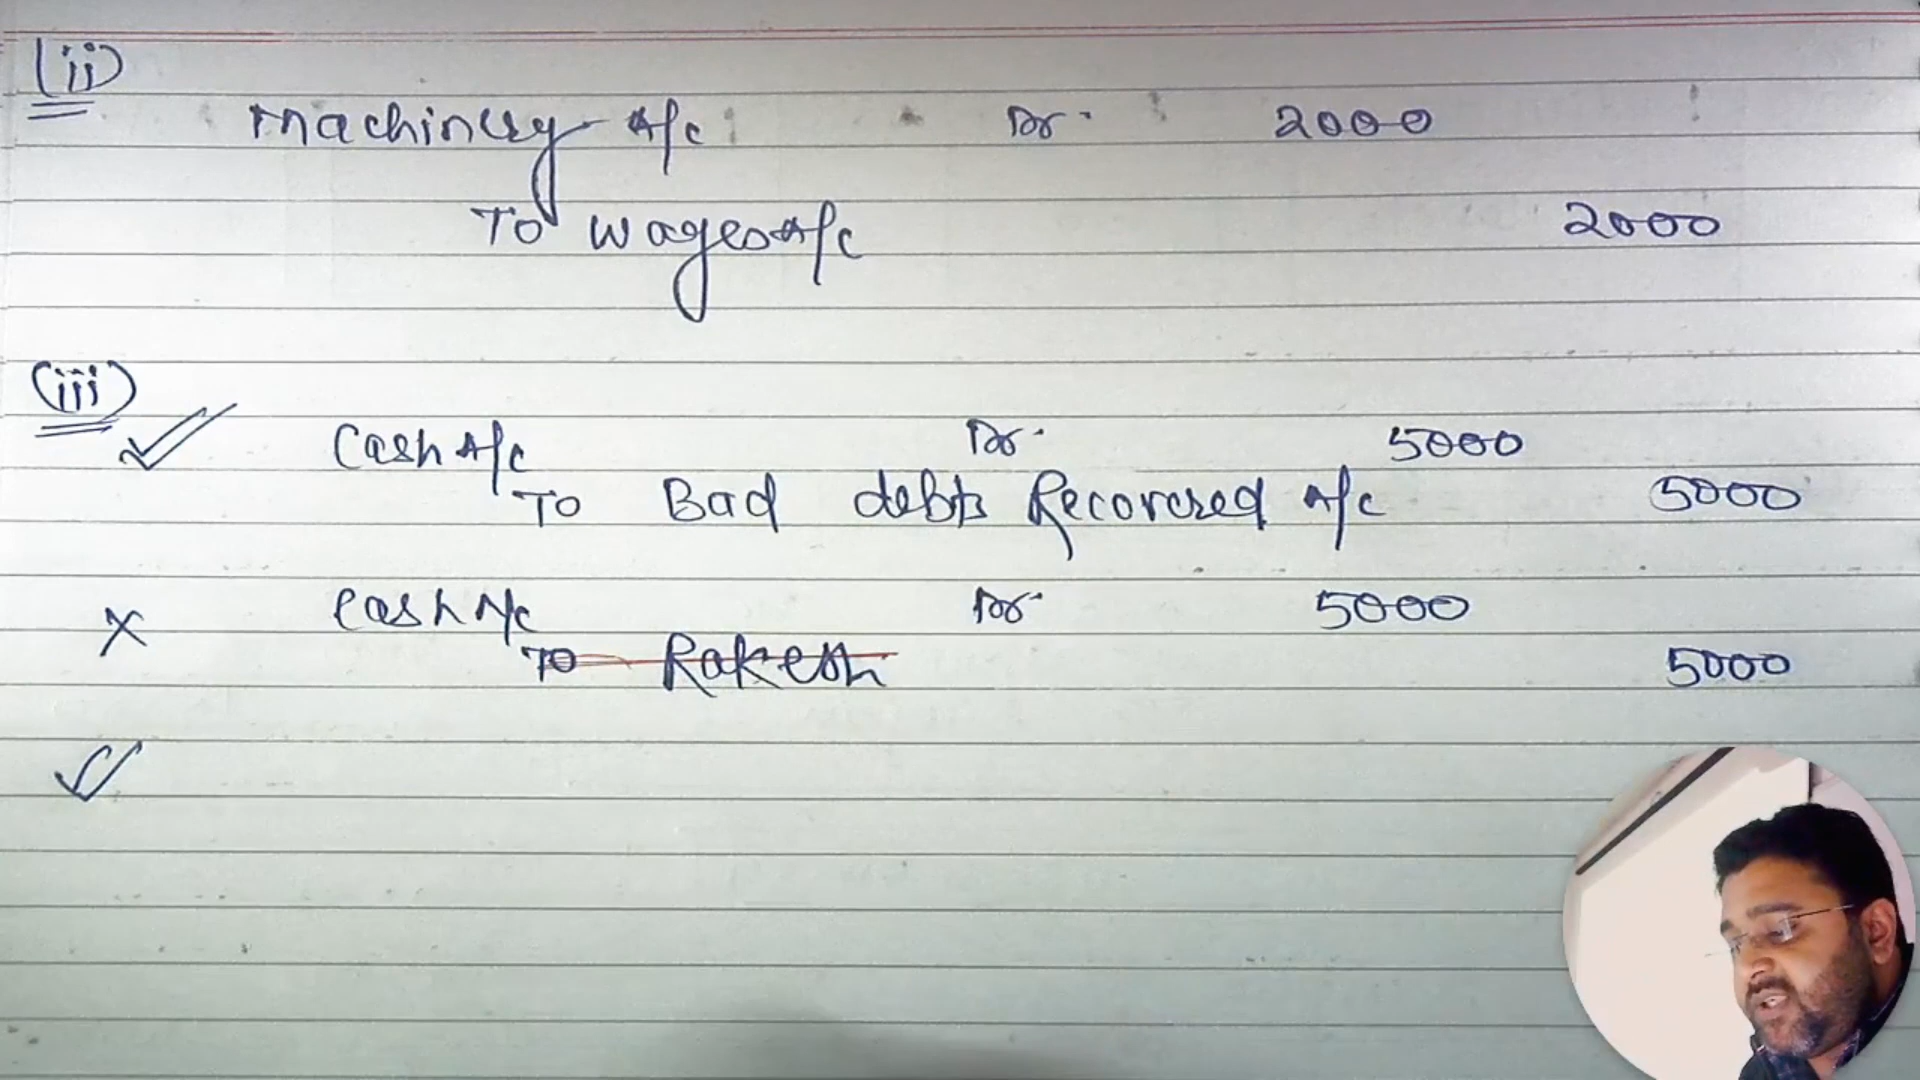 (ii)
Machinery A/c Dr. 2000
To Wages A/c 2000
(iii)
Cash A/c Dr. 5000
To Bad debts Recovered A/c 5000
Cash A/c Dr. 5000
To Rakesh 5000